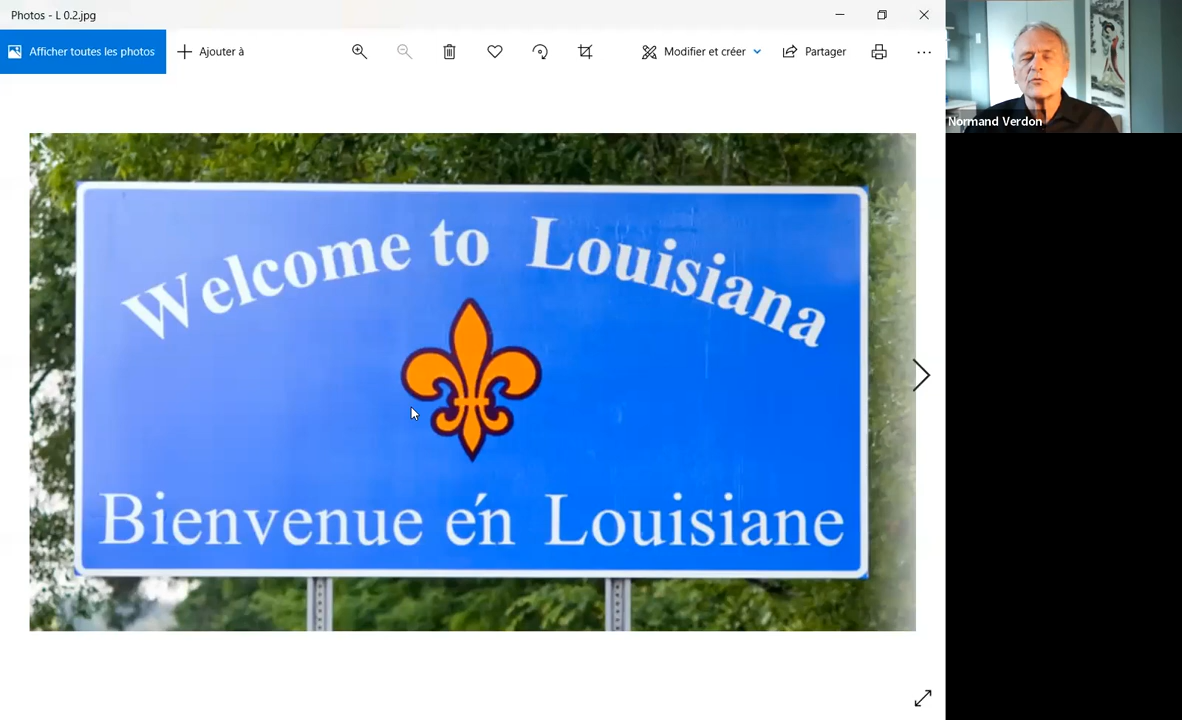 Photos - L 0.2.jpg
Afficher toutes les photos
Ajouter à
Modifier et créer
Partager
Normand Verdon
Welcome to Louisiana
Bienvenue eń Louisiane